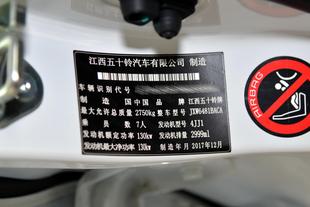 江西五十铃汽车有限公司 制造
车辆识别代号
制造国 中国 品牌 江西五十铃牌
最大允许总质量 2750kg 整车型号 JXW6481BACA
乘员数 7人 发动机型号 4JJ1
发动机额定功率 130kw 发动机排量 2999ml
发动机最大净功率 130kw 制造年月 2017年12月
AIRBAG